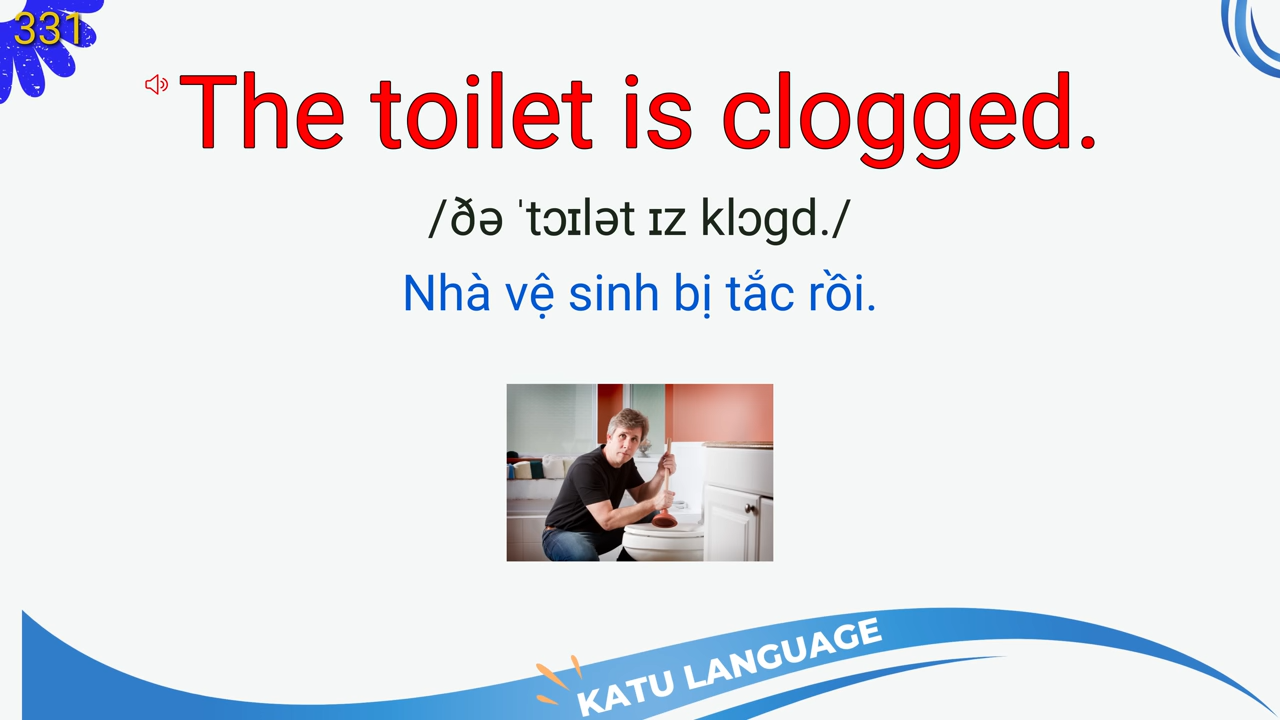 331
The toilet is clogged.
/ðə ˈtɔɪlət ɪz klɔgd./
Nhà vệ sinh bị tắc rồi.
KATU LANGUAGE